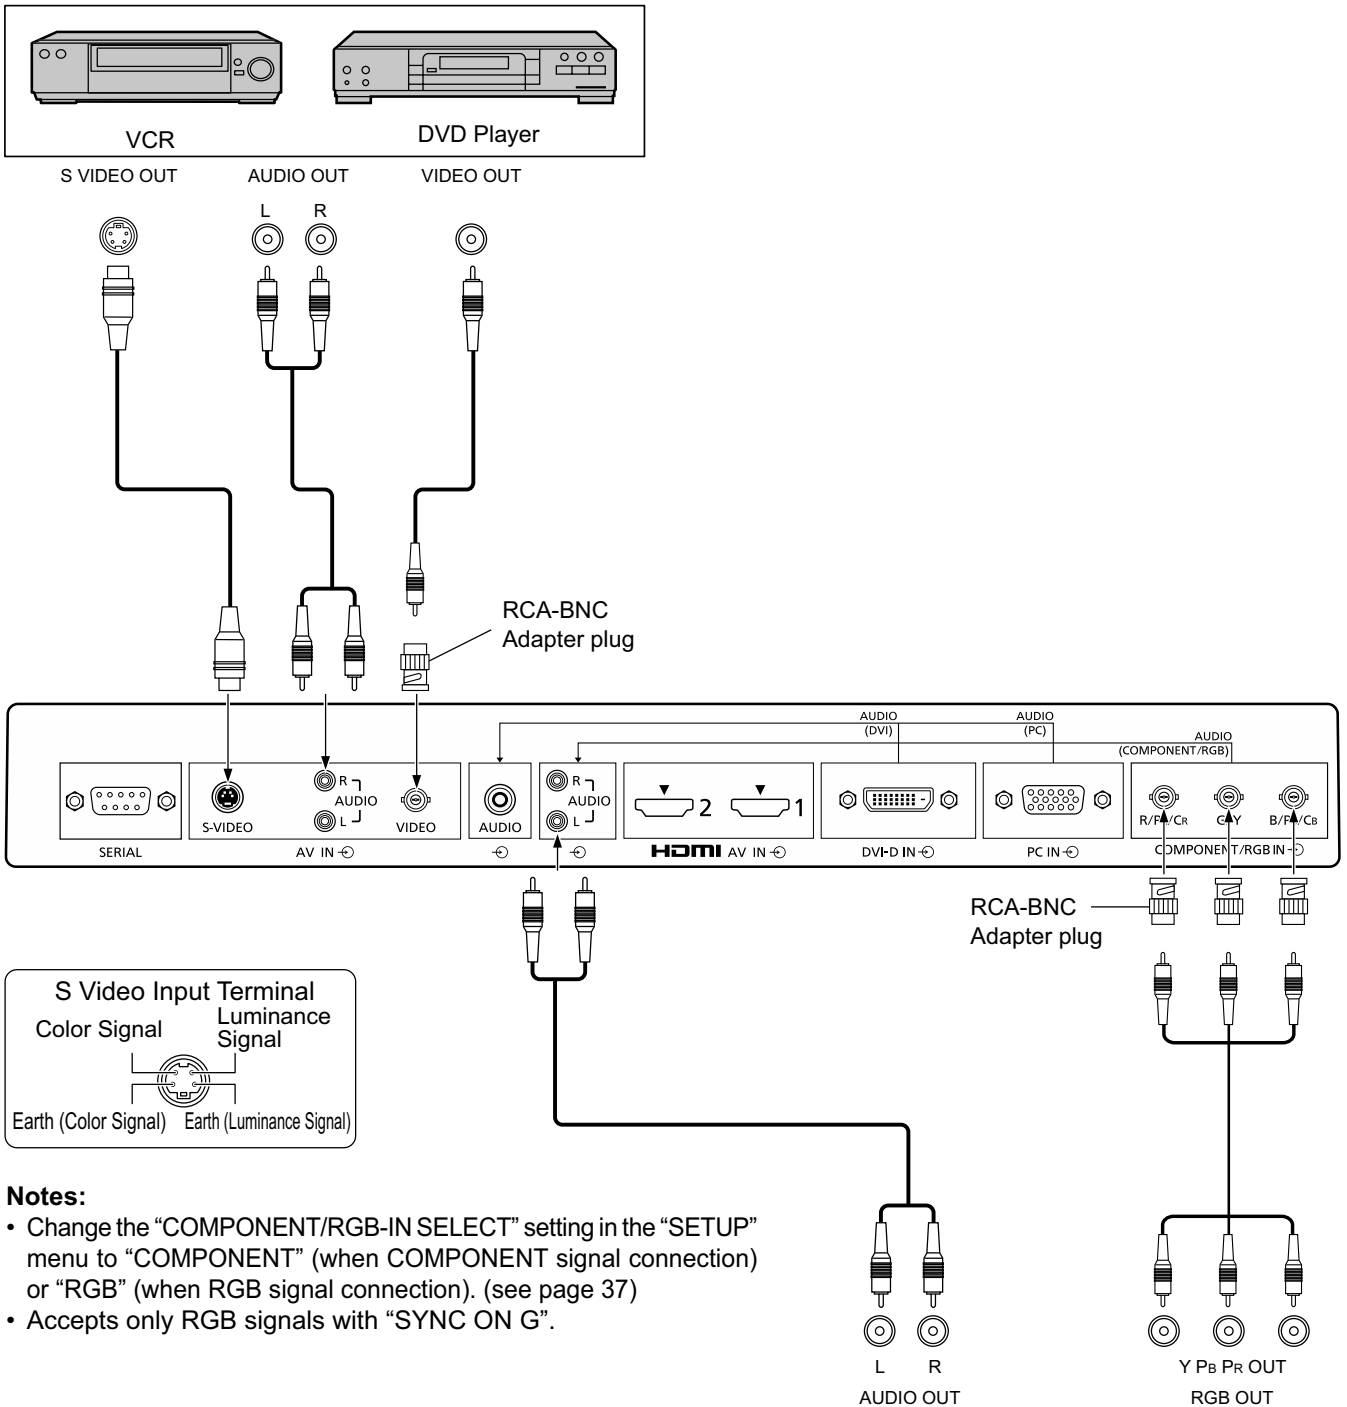 VCR
DVD Player
S VIDEO OUT
AUDIO OUT
VIDEO OUT
L
R
RCA-BNC
Adapter plug
AUDIO
(DVI)
AUDIO
(PC)
AUDIO
(COMPONENT/RGB)
R
AUDIO
L
S-VIDEO
VIDEO
AUDIO
R
AUDIO
L
2
1
R/PR/CR
G/Y
B/PB/CB
SERIAL
AV IN
HDMI AV IN
DVI-D IN
PC IN
COMPONENT/RGB IN
RCA-BNC
Adapter plug
S Video Input Terminal
Color Signal
Luminance
Signal
Earth (Color Signal)
Earth (Luminance Signal)
Notes:
• Change the “COMPONENT/RGB-IN SELECT” setting in the “SETUP”
menu to “COMPONENT” (when COMPONENT signal connection)
or “RGB” (when RGB signal connection). (see page 37)
• Accepts only RGB signals with “SYNC ON G”.
L
R
AUDIO OUT
Y PB PR OUT
RGB OUT